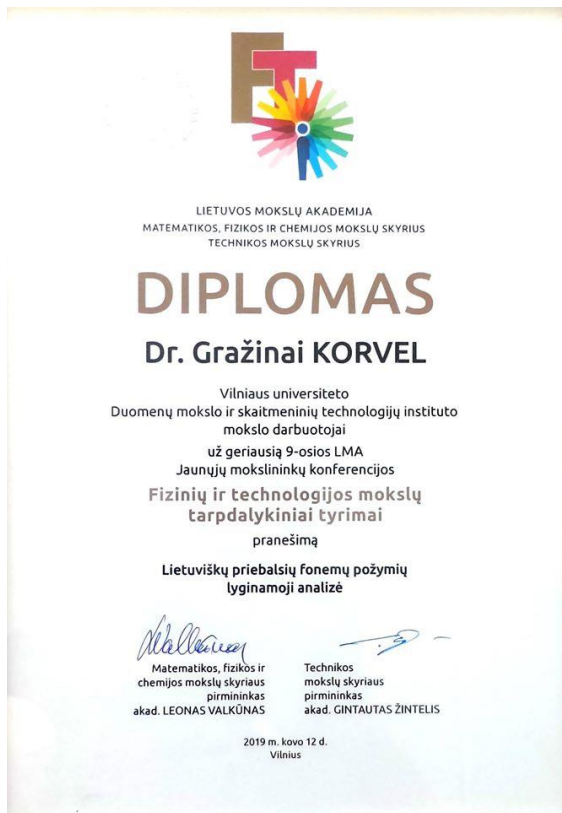 FT
LIETUVOS MOKSLŲ AKADEMIJA
MATEMATIKOS, FIZIKOS IR CHEMIJOS MOKSLŲ SKYRIUS
TECHNIKOS MOKSLŲ SKYRIUS
DIPLOMAS
Dr. Gražinai KORVEL
Vilniaus universiteto
Duomenų mokslo ir skaitmeninių technologijų instituto
mokslo darbuotojai
už geriausią 9-osios LMA
Jaunųjų mokslininkų konferencijos
Fizinių ir technologijos mokslų
tarpdalykiniai tyrimai
pranešimą
Lietuviškų priebalsių fonemų požymių
lyginamoji analizė
Matematikos, fizikos ir
chemijos mokslų skyriaus
pirmininkas
akad. LEONAS VALKŪNAS
Technikos
mokslų skyriaus
pirmininkas
akad. GINTAUTAS ŽINTELIS
2019 m. kovo 12 d.
Vilnius